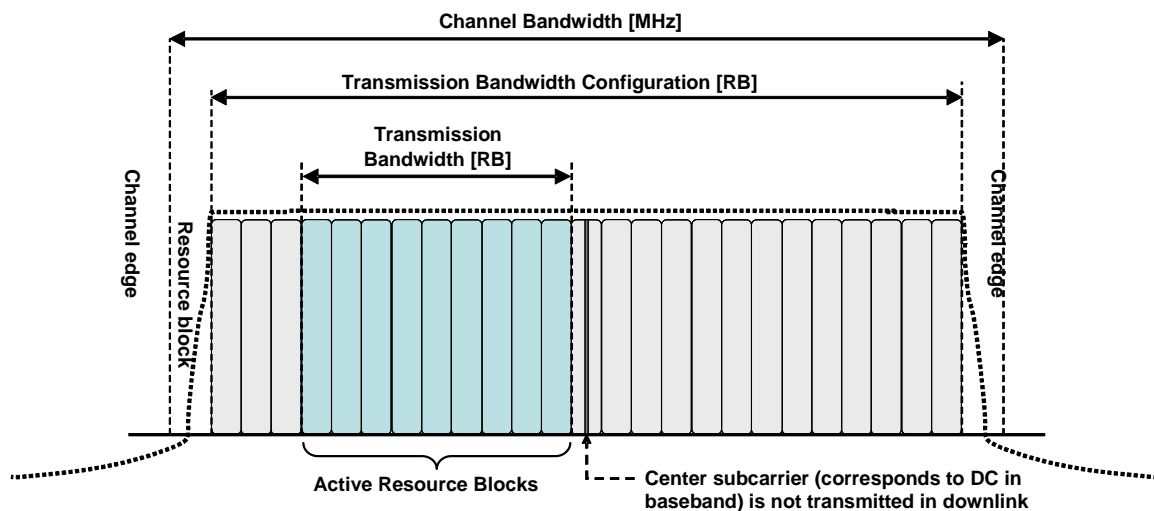 Channel Bandwidth [MHz]
Transmission Bandwidth Configuration [RB]
Transmission
Bandwidth [RB]
Channel edge
Resource block
Channel edge
Active Resource Blocks
Center subcarrier (corresponds to DC in
baseband) is not transmitted in downlink